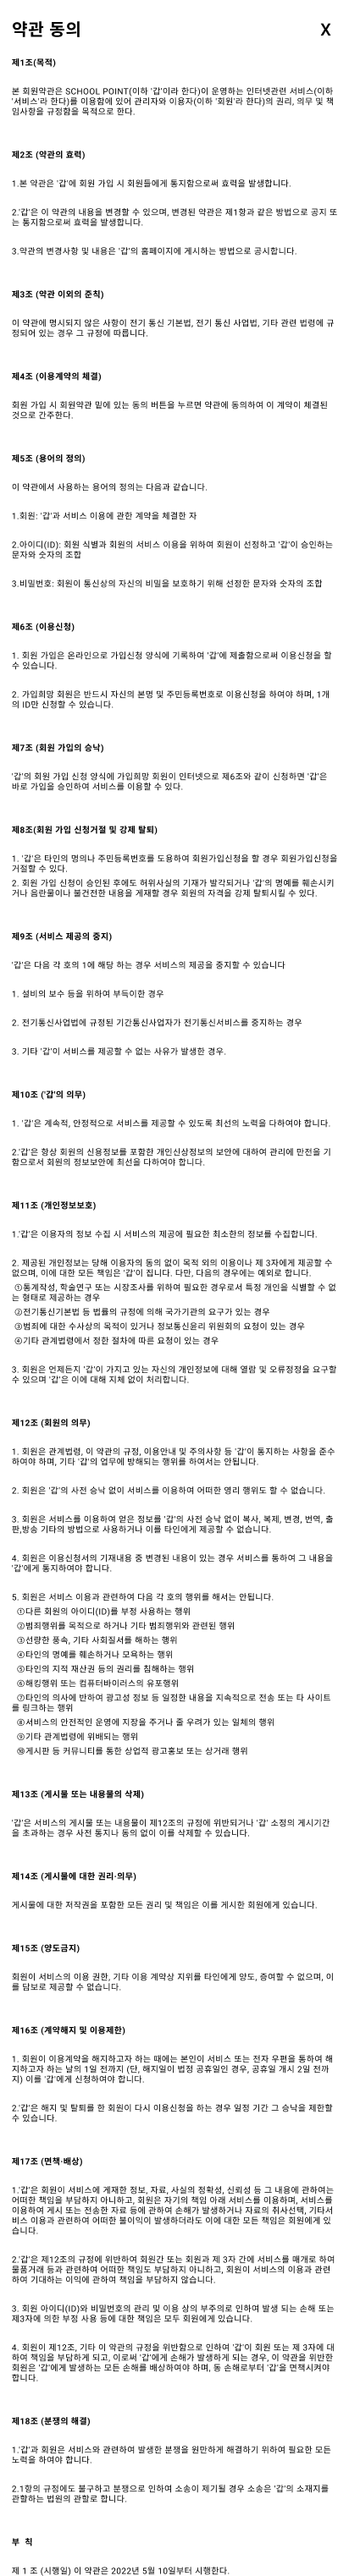 약관 동의
X
제1조(목적)
본 회원약관은 SCHOOL POINT(이하 '갑'이라 한다)이 운영하는 인터넷관련 서비스(이하
'서비스'라 한다)를 이용함에 있어 관리자와 이용자(이하 '회원'라 한다)의 권리, 의무 및 책
임사항을 규정함을 목적으로 한다.
제2조 (약관의 효력)
1.본 약관은 '갑'에 회원 가입 시 회원들에게 통지함으로써 효력을 발생합니다.
2.'갑'은 이 약관의 내용을 변경할 수 있으며, 변경된 약관은 제1항과 같은 방법으로 공지 또
는 통지함으로써 효력을 발생합니다.
3.약관의 변경사항 및 내용은 '갑'의 홈페이지에 게시하는 방법으로 공시합니다.
제3조 (약관 이외의 준칙)
이 약관에 명시되지 않은 사항이 전기 통신 기본법, 전기 통신 사업법, 기타 관련 법령에 규
정되어 있는 경우 그 규정에 따릅니다.
제4조 (이용계약의 체결)
회원 가입 시 회원약관 밑에 있는 동의 버튼을 누르면 약관에 동의하여 이 계약이 체결된
것으로 간주한다.
제5조 (용어의 정의)
이 약관에서 사용하는 용어의 정의는 다음과 같습니다.
1.회원: '갑'과 서비스 이용에 관한 계약을 체결한 자
2.아이디(ID): 회원 식별과 회원의 서비스 이용을 위하여 회원이 선정하고 '갑'이 승인하는
문자와 숫자의 조합
3.비밀번호: 회원이 통신상의 자신의 비밀을 보호하기 위해 선정한 문자와 숫자의 조합
제6조 (이용신청)
1. 회원 가입은 온라인으로 가입신청 양식에 기록하여 '갑'에 제출함으로써 이용신청을 할
수 있습니다.
2. 가입희망 회원은 반드시 자신의 본명 및 주민등록번호로 이용신청을 하여야 하며, 1개
의 ID만 신청할 수 있습니다.
제7조 (회원 가입의 승낙)
'갑'의 회원 가입 신청 양식에 가입희망 회원이 인터넷으로 제6조와 같이 신청하면 '갑'은
바로 가입을 승인하여 서비스를 이용할 수 있다.
제8조(회원 가입 신청거절 및 강제 탈퇴)
1. '갑'은 타인의 명의나 주민등록번호를 도용하여 회원가입신청을 할 경우 회원가입신청을
거절할 수 있다.
2. 회원 가입 신청이 승인된 후에도 허위사실의 기재가 발각되거나 '갑'의 명예를 훼손시키
거나 음란물이나 불건전한 내용을 게재할 경우 회원의 자격을 강제 탈퇴시킬 수 있다.
제9조 (서비스 제공의 중지)
'갑'은 다음 각 호의 1에 해당 하는 경우 서비스의 제공을 중지할 수 있습니다
1. 설비의 보수 등을 위하여 부득이한 경우
2. 전기통신사업법에 규정된 기간통신사업자가 전기통신서비스를 중지하는 경우
3. 기타 '갑'이 서비스를 제공할 수 없는 사유가 발생한 경우.
제10조 ('갑'의 의무)
1. '갑'은 계속적, 안정적으로 서비스를 제공할 수 있도록 최선의 노력을 다하여야 합니다.
2.'갑'은 항상 회원의 신용정보를 포함한 개인신상정보의 보안에 대하여 관리에 만전을 기
함으로서 회원의 정보보안에 최선을 다하여야 합니다.
제11조 (개인정보보호)
1.'갑'은 이용자의 정보 수집 시 서비스의 제공에 필요한 최소한의 정보를 수집합니다.
2. 제공된 개인정보는 당해 이용자의 동의 없이 목적 외의 이용이나 제 3자에게 제공할 수
없으며, 이에 대한 모든 책임은 '갑'이 집니다. 다만, 다음의 경우에는 예외로 합니다.
①통계작성, 학술연구 또는 시장조사를 위하여 필요한 경우로서 특정 개인을 식별할 수 없
는 형태로 제공하는 경우
②전기통신기본법 등 법률의 규정에 의해 국가기관의 요구가 있는 경우
③범죄에 대한 수사상의 목적이 있거나 정보통신윤리 위원회의 요청이 있는 경우
④기타 관계법령에서 정한 절차에 따른 요청이 있는 경우
3. 회원은 언제든지 '갑'이 가지고 있는 자신의 개인정보에 대해 열람 및 오류정정을 요구할
수 있으며 '갑'은 이에 대해 지체 없이 처리합니다.
제12조 (회원의 의무)
1. 회원은 관계법령, 이 약관의 규정, 이용안내 및 주의사항 등 '갑'이 통지하는 사항을 준수
하여야 하며, 기타 '갑'의 업무에 방해되는 행위를 하여서는 안됩니다.
2. 회원은 '갑'의 사전 승낙 없이 서비스를 이용하여 어떠한 영리 행위도 할 수 없습니다.
3. 회원은 서비스를 이용하여 얻은 정보를 '갑'의 사전 승낙 없이 복사, 복제, 변경, 번역, 출
판,방송 기타의 방법으로 사용하거나 이를 타인에게 제공할 수 없습니다.
4. 회원은 이용신청서의 기재내용 중 변경된 내용이 있는 경우 서비스를 통하여 그 내용을
'갑'에게 통지하여야 합니다.
5. 회원은 서비스 이용과 관련하여 다음 각 호의 행위를 해서는 안됩니다.
①다른 회원의 아이디(ID)를 부정 사용하는 행위
②범죄행위를 목적으로 하거나 기타 범죄행위와 관련된 행위
③선량한 풍속, 기타 사회질서를 해하는 행위
④타인의 명예를 훼손하거나 모욕하는 행위
⑤타인의 지적 재산권 등의 권리를 침해하는 행위
⑥해킹행위 또는 컴퓨터바이러스의 유포행위
⑦타인의 의사에 반하여 광고성 정보 등 일정한 내용을 지속적으로 전송 또는 타 사이트
를 링크하는 행위
⑧서비스의 안전적인 운영에 지장을 주거나 줄 우려가 있는 일체의 행위
⑨기타 관계법령에 위배되는 행위
⑩게시판 등 커뮤니티를 통한 상업적 광고홍보 또는 상거래 행위
제13조 (게시물 또는 내용물의 삭제)
'갑'은 서비스의 게시물 또는 내용물이 제12조의 규정에 위반되거나 '갑' 소정의 게시기간
을 초과하는 경우 사전 통지나 동의 없이 이를 삭제할 수 있습니다.
제14조 (게시물에 대한 권리·의무)
게시물에 대한 저작권을 포함한 모든 권리 및 책임은 이를 게시한 회원에게 있습니다.
제15조 (양도금지)
회원이 서비스의 이용 권한, 기타 이용 계약상 지위를 타인에게 양도, 증여할 수 없으며, 이
를 담보로 제공할 수 없습니다.
제16조 (계약해지 및 이용제한)
1. 회원이 이용계약을 해지하고자 하는 때에는 본인이 서비스 또는 전자 우편을 통하여 해
지하고자 하는 날의 1일 전까지 (단, 해지일이 법정 공휴일인 경우, 공휴일 개시 2일 전까
지) 이를 '갑'에게 신청하여야 합니다.
2.'갑'은 해지 및 탈퇴를 한 회원이 다시 이용신청을 하는 경우 일정 기간 그 승낙을 제한할
수 있습니다.
제17조 (면책·배상)
1.'갑'은 회원이 서비스에 게재한 정보, 자료, 사실의 정확성, 신뢰성 등 그 내용에 관하여는
어떠한 책임을 부담하지 아니하고, 회원은 자기의 책임 아래 서비스를 이용하며, 서비스를
이용하여 게시 또는 전송한 자료 등에 관하여 손해가 발생하거나 자료의 취사선택, 기타서
비스 이용과 관련하여 어떠한 불이익이 발생하더라도 이에 대한 모든 책임은 회원에게 있
습니다.
2.'갑'은 제12조의 규정에 위반하여 회원간 또는 회원과 제 3자 간에 서비스를 매개로 하여
물품거래 등과 관련하여 어떠한 책임도 부담하지 아니하고, 회원이 서비스의 이용과 관련
하여 기대하는 이익에 관하여 책임을 부담하지 않습니다.
3. 회원 아이디(ID)와 비밀번호의 관리 및 이용 상의 부주의로 인하여 발생 되는 손해 또는
제3자에 의한 부정 사용 등에 대한 책임은 모두 회원에게 있습니다.
4. 회원이 제12조, 기타 이 약관의 규정을 위반함으로 인하여 '갑'이 회원 또는 제 3자에 대
하여 책임을 부담하게 되고, 이로써 '갑'에게 손해가 발생하게 되는 경우, 이 약관을 위반한
회원은 '갑'에게 발생하는 모든 손해를 배상하여야 하며, 동 손해로부터 '갑'을 면책시켜야
합니다.
제18조 (분쟁의 해결)
1.'갑'과 회원은 서비스와 관련하여 발생한 분쟁을 원만하게 해결하기 위하여 필요한 모든
노력을 하여야 합니다.
2.1항의 규정에도 불구하고 분쟁으로 인하여 소송이 제기될 경우 소송은 '갑'의 소재지를
관할하는 법원의 관할로 합니다.
부 칙
제 1 조 (시행일) 이 약관은 2022년 5월 10일부터 시행한다.